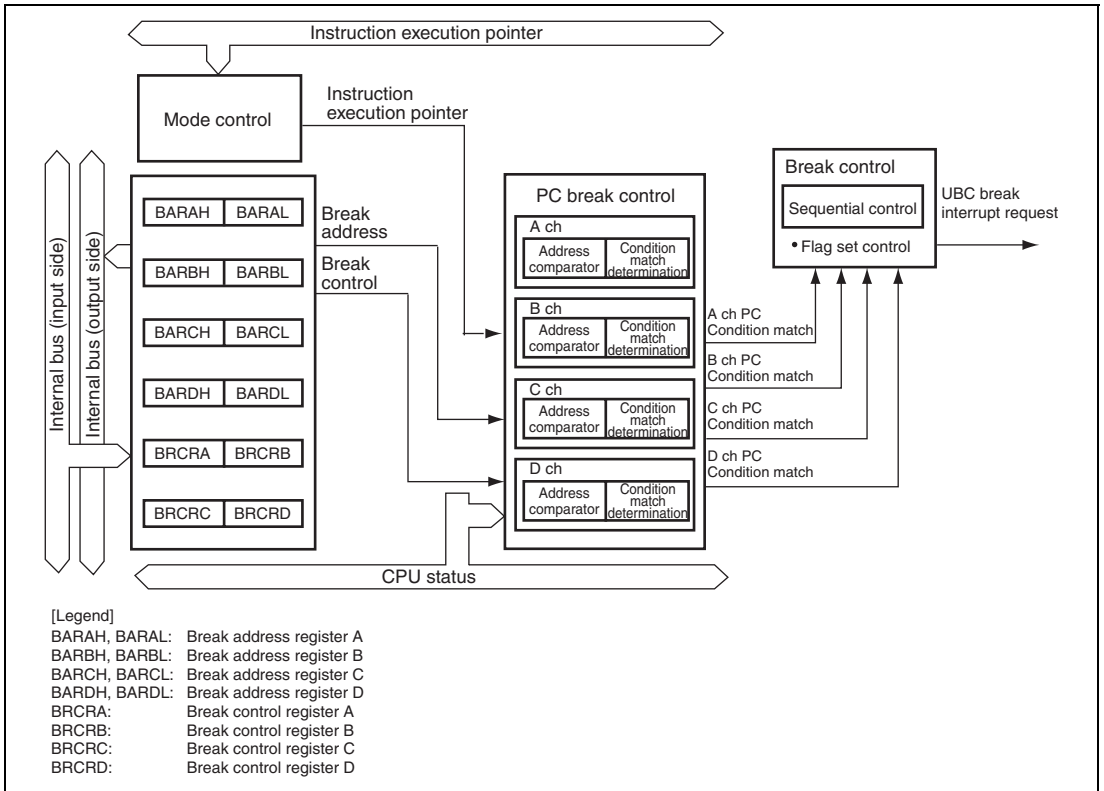 Instruction execution pointer
Mode control
Instruction
execution pointer
Internal bus (input side)
Internal bus (output side)
BARAH BARAL
BARBH BARBL
BARCH BARCL
BARDH BARDL
BRCRA BRCRB
BRCRC BRCRD
Break
address
Break
control
PC break control
A ch
Address
comparator
Condition
match
determination
B ch
Address
comparator
Condition
match
determination
C ch
Address
comparator
Condition
match
determination
D ch
Address
comparator
Condition
match
determination
A ch PC
Condition match
B ch PC
Condition match
C ch PC
Condition match
D ch PC
Condition match
Break control
Sequential control
• Flag set control
UBC break
interrupt request
CPU status
[Legend]
BARAH, BARAL: Break address register A
BARBH, BARBL: Break address register B
BARCH, BARCL: Break address register C
BARDH, BARDL: Break address register D
BRCRA: Break control register A
BRCRB: Break control register B
BRCRC: Break control register C
BRCRD: Break control register D